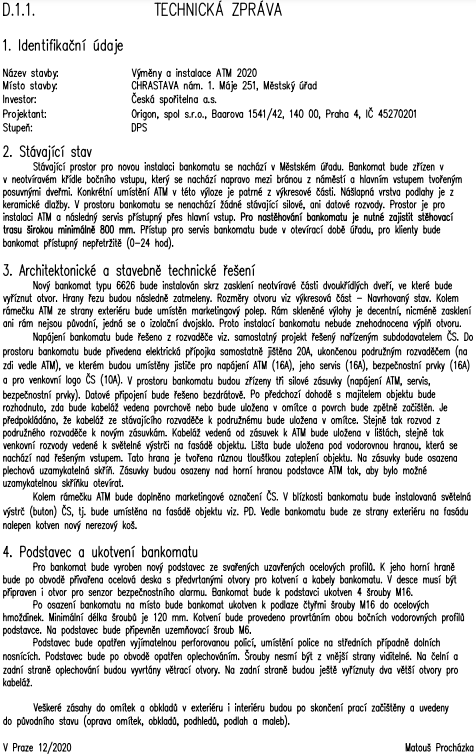 D.1.1. TECHNICKÁ ZPRÁVA
1. Identifikační údaje
Název stavby: Výměny a instalace ATM 2020
Místo stavby: CHRASTAVA nám. 1. Máje 251, Městský úřad
Investor: Česká spořitelna a.s.
Projektant: Origon, spol s.r.o., Baarova 1541/42, 140 00, Praha 4, IČ 45270201
Stupeň: DPS
2. Stávající stav
Stávající prostor pro novou instalaci bankomatu se nachází v Městském úřadu. Bankomat bude zřízen v
v neotvíravém křídle bočního vstupu, který se nachází napravo mezi bránou z náměstí a hlavním vstupem tvořeným
posuvnými dveřmi. Konkrétní umístění ATM v této výloze je patrné z výkresové části. Nášlapná vrstva podlahy je z
keramické dlažby. V prostoru bankomatu se nenachází žádné stávající silové, ani datové rozvody. Prostor je pro
instalaci ATM a následný servis přístupný přes hlavní vstup. Pro nastěhování bankomatu je nutné zajistit stěhovací
trasu širokou minimálně 800 mm. Přístup pro servis bankomatu bude v otevírací době úřadu, pro klienty bude
bankomat přístupný nepřetržitě (0–24 hod).
3. Architektonické a stavebně technické řešení
Nový bankomat typu 6626 bude instalován skrz zasklení neotvíravé části dvoukřídlých dveří, ve které bude
vyříznut otvor. Hrany řezu budou následně zatmeleny. Rozměry otvoru viz výkresová část – Navrhovaný stav. Kolem
rámečku ATM ze strany exteriéru bude umístěn marketingový polep. Rám skleněné výlohy je decentní, nicméně zasklení
ani rám nejsou původní, jedná se o izolační dvojsklo. Proto instalací bankomatu nebude znehodnocena výplň otvoru.
Napájení bankomatu bude řešeno z rozvaděče viz. samostatný projekt řešený nařízeným subdodavatelem ČS. Do
prostoru bankomatu bude přivedena elektrická přípojka samostatně jištěna 20A, ukončenou podružným rozvaděčem (na
zdi vedle ATM), ve kterém budou umístěny jističe pro napájení ATM (16A), jeho servis (16A), bezpečnostní prvky (16A)
a pro venkovní logo ČS (10A). V prostoru bankomatu budou zřízeny tři silové zásuvky (napájení ATM, servis,
bezpečnostní prvky). Datové připojení bude řešeno bezdrátově. Po předchozí dohodě s majitelem objektu bude
rozhodnuto, zda bude kabeláž vedena povrchově nebo bude uložena v omítce a povrch bude zpětně začištěn. Je
předpokládáno, že kabeláž ze stávajícího rozvaděče k podružnému bude uložena v omítce. Stejně tak rozvod z
podružného rozvaděče k novým zásuvkám. Kabeláž vedená od zásuvek k ATM bude uložena v lištách, stejně tak
venkovní rozvody vedené k světelné výstrči na fasádě objektu. Lišta bude uložena pod vodorovnou hranou, která se
nachází nad řešeným vstupem. Tato hrana je tvořena různou tloušťkou zateplení objektu. Na zásuvky bude osazena
plechová uzamykatelná skříň. Zásuvky budou osazeny nad horní hranou podstavce ATM tak, aby bylo možné
uzamykatelnou skříňku otevírat.
Kolem rámečku ATM bude doplněno marketingové označení ČS. V blízkosti bankomatu bude instalovaná světelná
výstrč (buton) ČS, tj. bude umístěna na fasádě objektu viz. PD. Vedle bankomatu bude ze strany exteriéru na fasádu
nalepen kotven nový nerezový koš.
4. Podstavec a ukotvení bankomatu
Pro bankomat bude vyroben nový podstavec ze svařených uzavřených ocelových profilů. K jeho horní hraně
bude po obvodě přivařena ocelová deska s předvrtanými otvory pro kotvení a kabely bankomatu. V desce musí být
připraven i otvor pro senzor bezpečnostního alarmu. Bankomat bude k podstavci ukotven 4 šrouby M16.
Po osazení bankomatu na místo bude bankomat ukotven k podlaze čtyřmi šrouby M16 do ocelových
hmoždinek. Minimální délka šroubů je 120 mm. Kotvení bude provedeno provrtáním obou bočních vodorovných profilů
podstavce. Na podstavec bude připevněn uzemňovací šroub M6.
Podstavec bude opatřen vyjímatelnou perforovanou policí, umístění police na středních případně dolních
nosnících. Podstavec bude po obvodě opatřen oplechováním. Šrouby nesmí být z vnější strany viditelné. Na čelní a
zadní straně oplechování budou vyvrtány větrací otvory. Na zadní straně budou ještě vyříznuty dva větší otvory pro
kabeláž.
Veškeré zásahy do omítek a obkladů v exteriéru i interiéru budou po skončení prací začištěny a uvedeny
do původního stavu (oprava omítek, obkladů, podhledů, podlah a maleb).
V Praze 12/2020 Matouš Procházka